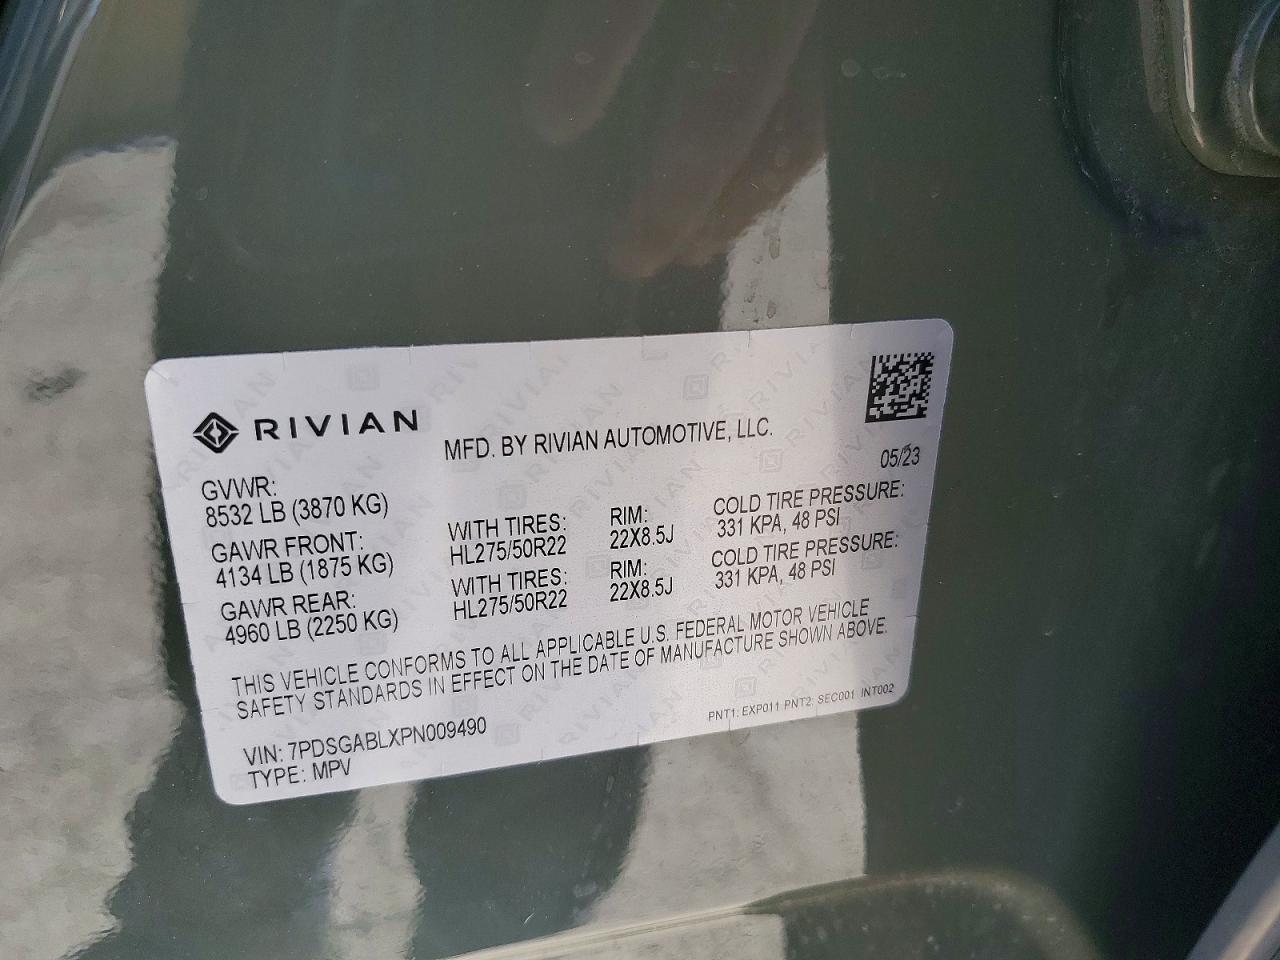 RIVIAN
MFD. BY RIVIAN AUTOMOTIVE, LLC.
05/23
GVWR:
8532 LB (3870 KG)
GAWR FRONT:
4134 LB (1875 KG)
WITH TIRES:
HL275/50R22
RIM:
22X8.5J
COLD TIRE PRESSURE:
331 KPA, 48 PSI
GAWR REAR:
4960 LB (2250 KG)
WITH TIRES:
HL275/50R22
RIM:
22X8.5J
COLD TIRE PRESSURE:
331 KPA, 48 PSI
THIS VEHICLE CONFORMS TO ALL APPLICABLE U.S. FEDERAL MOTOR VEHICLE
SAFETY STANDARDS IN EFFECT ON THE DATE OF MANUFACTURE SHOWN ABOVE.
PNT1: EXP011 PNT2: SEC001 INT002
VIN: 7PDSGABLXPN009490
TYPE: MPV